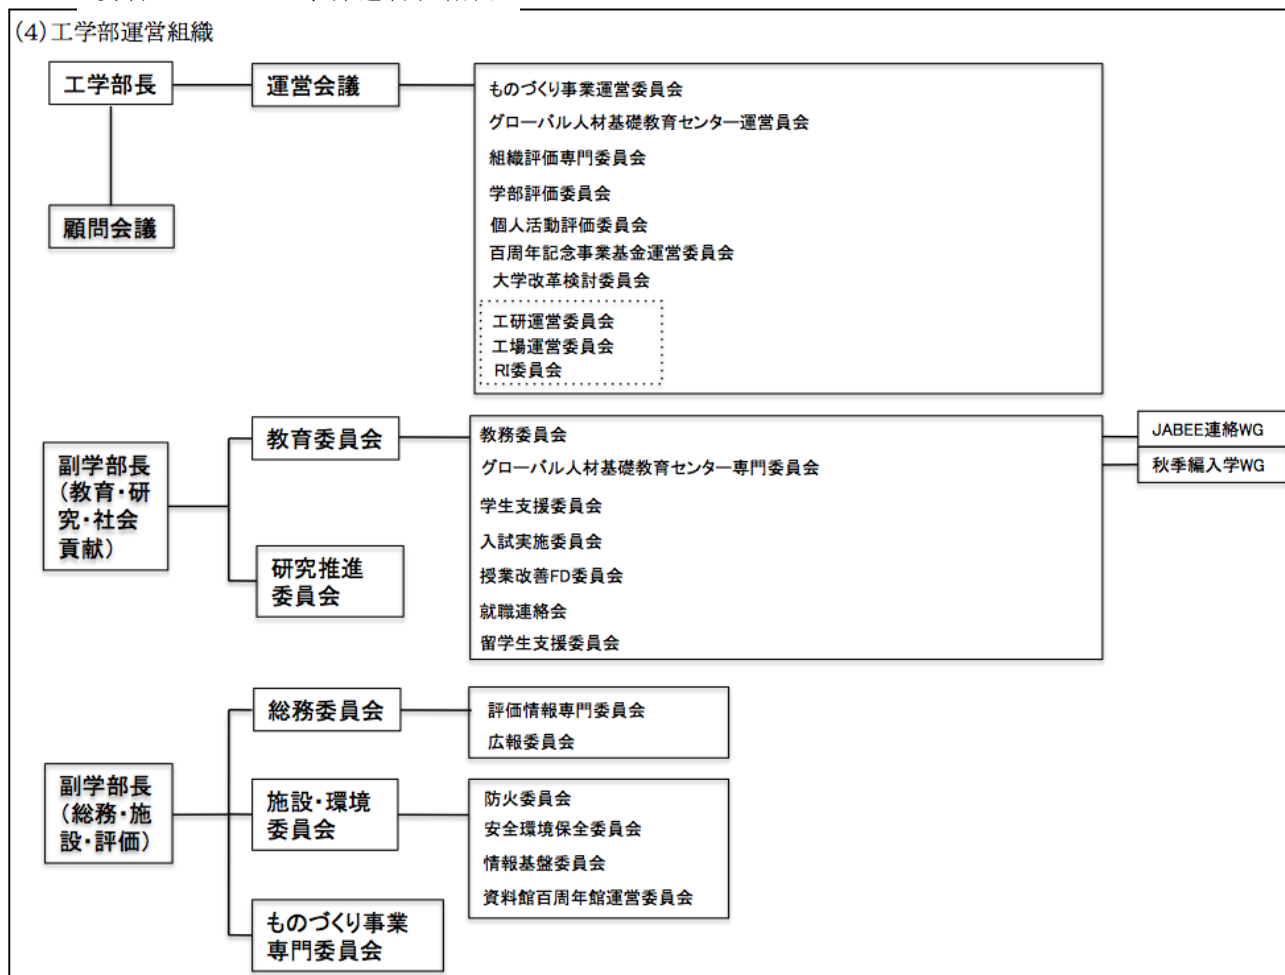 (4)工学部運営組織
工学部長
運営会議
ものづくり事業運営委員会
グローバル人材基礎教育センター運営員会
組織評価専門委員会
学部評価委員会
顧問会議
個人活動評価委員会
百周年記念事業基金運営委員会
大学改革検討委員会
工研運営委員会
工場運営委員会
RI委員会
副学部長
(教育・研
究・社会
貢献)
教育委員会
教務委員会
グローバル人材基礎教育センター専門委員会
学生支援委員会
入試実施委員会
授業改善FD委員会
就職連絡会
留学生支援委員会
JABEE連絡WG
秋季編入学WG
研究推進
委員会
副学部長
(総務・施
設・評価)
総務委員会
評価情報専門委員会
広報委員会
施設・環境
委員会
防火委員会
安全環境保全委員会
情報基盤委員会
資料館百周年館運営委員会
ものづくり事業
専門委員会